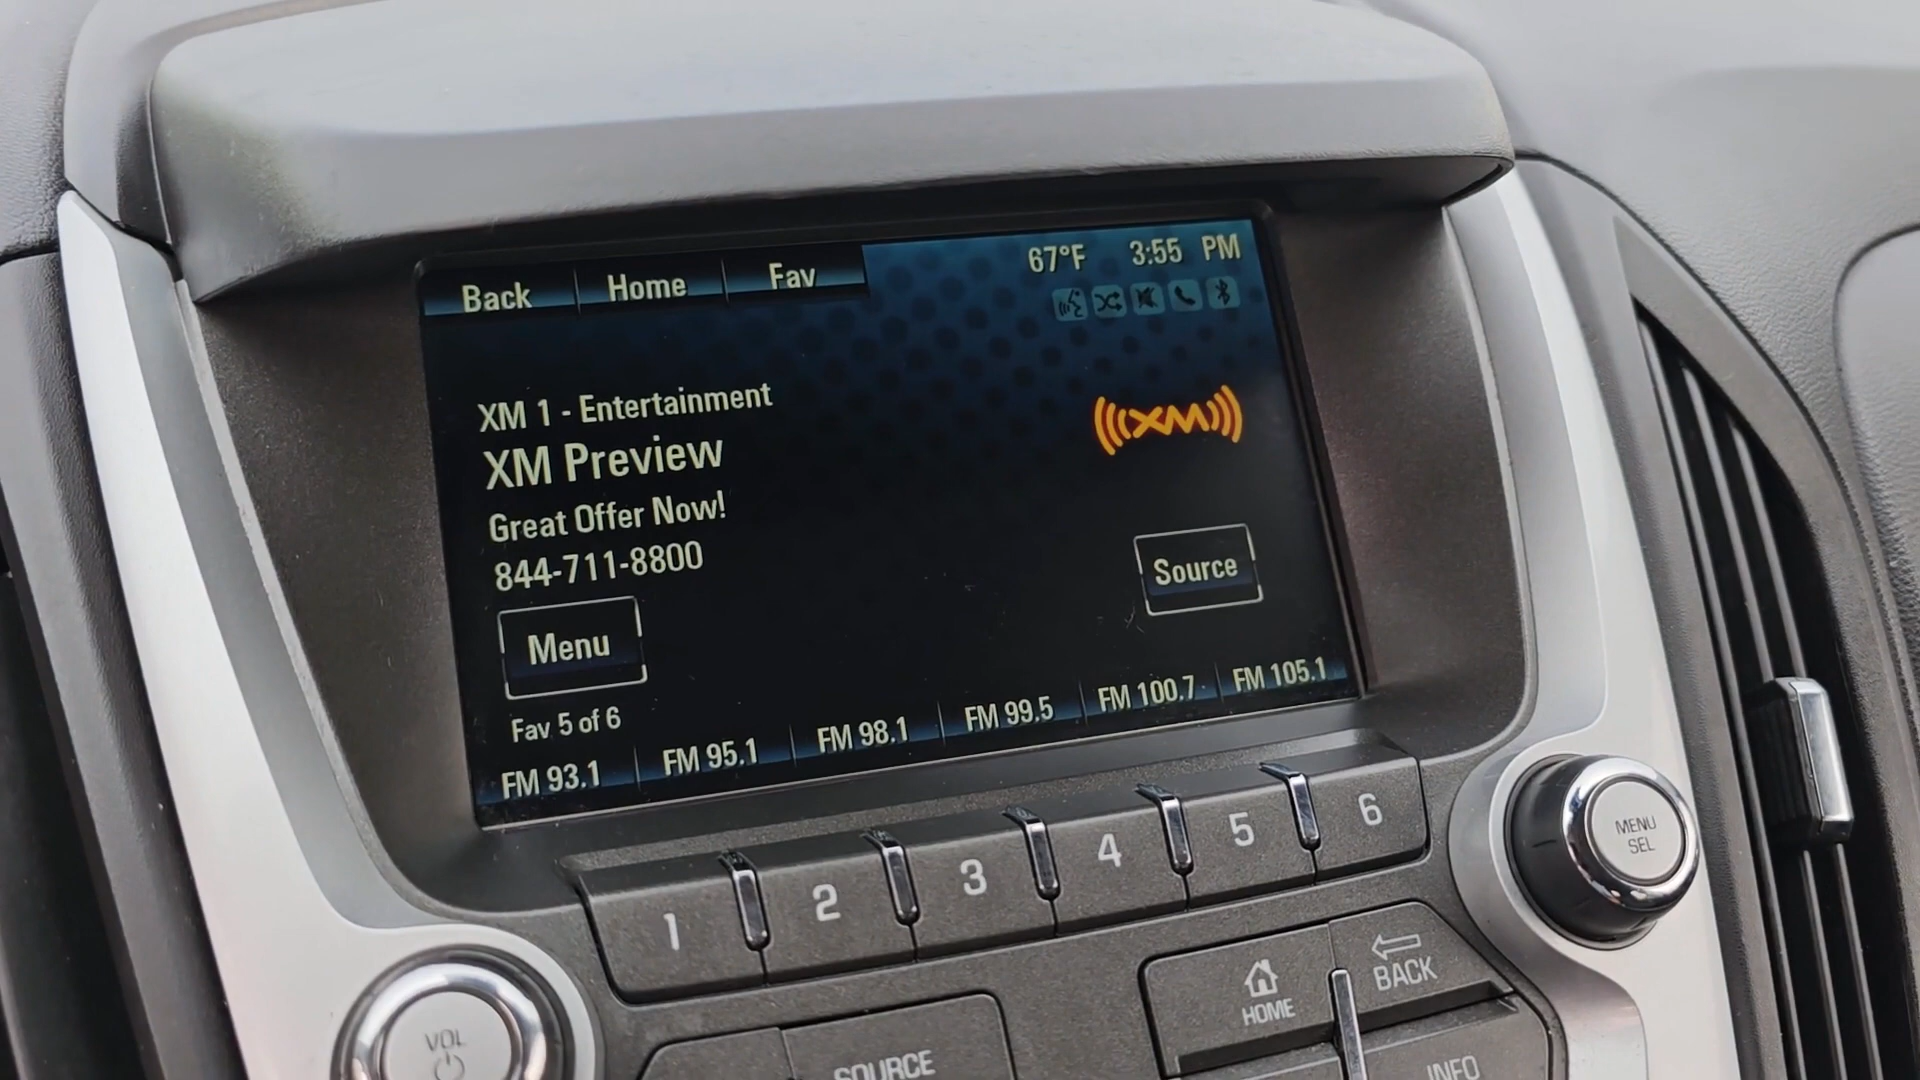 Back Home Fav 67°F 3:55 PM
XM 1 - Entertainment
XM Preview
Great Offer Now!
844-711-8800
((XM))
Source
Menu
Fav 5 of 6
FM 93.1 FM 95.1 FM 98.1 FM 99.5 FM 100.7 FM 105.1
1 2 3 4 5 6
MENU
SEL
HOME
BACK
VOL
SOURCE
INFO